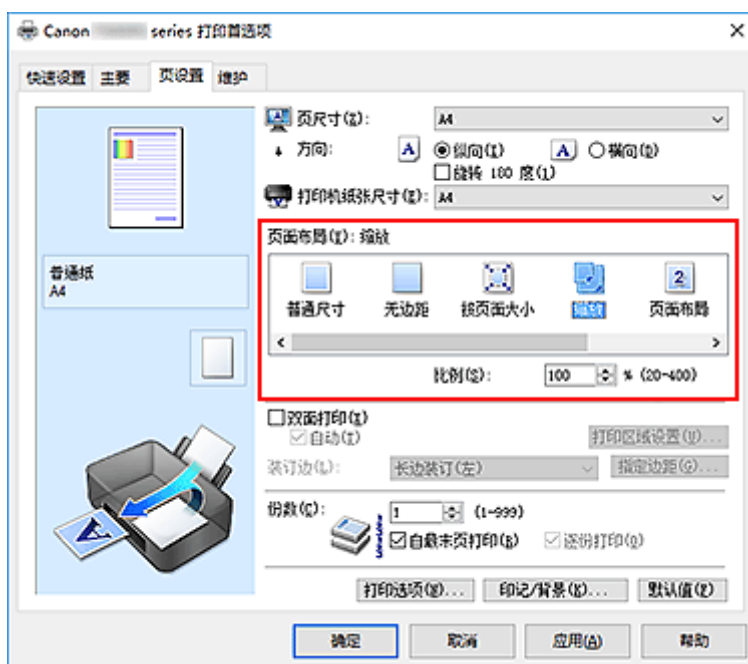 Canon series 打印首选项
快速设置 主要 页设置 维护
页尺寸(Z): A4
方向: A 纵向(T) A 横向(D)
旋转 180 度(1)
打印机纸张尺寸(E): A4
页面布局(Y): 缩放
普通尺寸 无边距 按页面大小 缩放 页面布局
普通纸
A4
比例(S): 100 % (20-400)
双面打印(X)
自动(I)
打印区域设置(U)...
装订边(L): 长边装订(左) 指定边距(G)...
份数(C): 1 (1-999)
自最末页打印(B) 逐份打印(O)
打印选项(W)... 印记/背景(K)... 默认值(F)
确定 取消 应用(A) 帮助